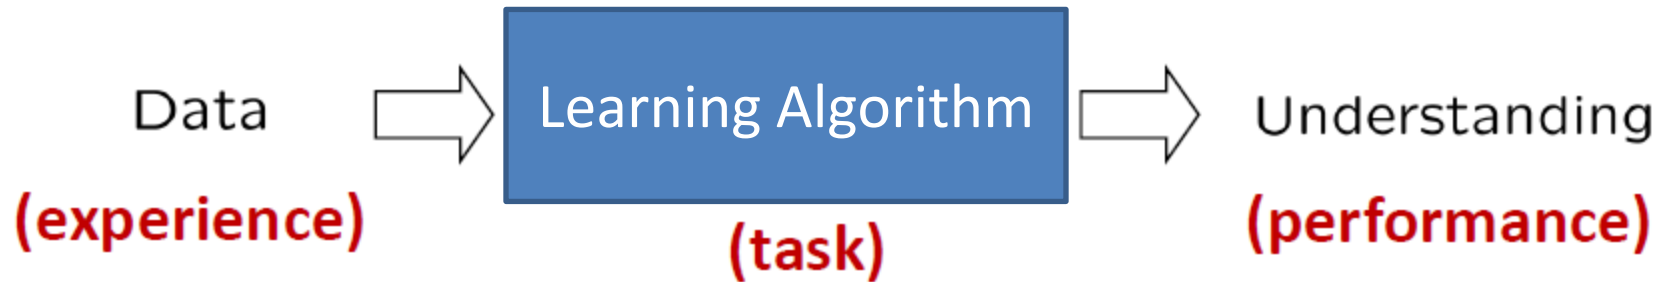 Data
Learning Algorithm
Understanding
(experience)
(task)
(performance)